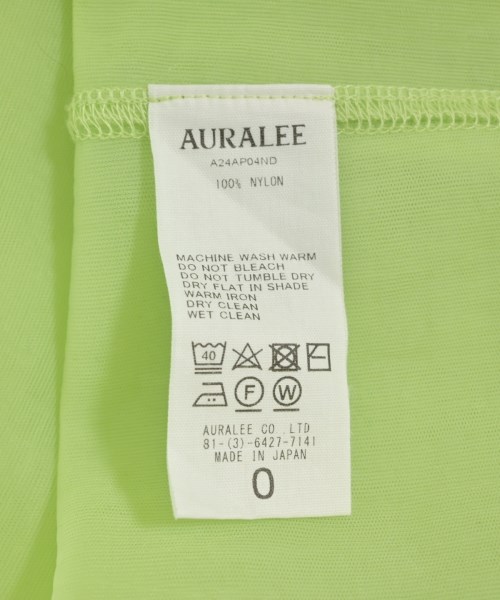 AURALEE
A24AP04ND
100% NYLON
MACHINE WASH WARM
DO NOT BLEACH
DO NOT TUMBLE DRY
DRY FLAT IN SHADE
WARM IRON
DRY CLEAN
WET CLEAN
40
F W
AURALEE CO.,LTD
81-(3)-6427-7141
MADE IN JAPAN
0